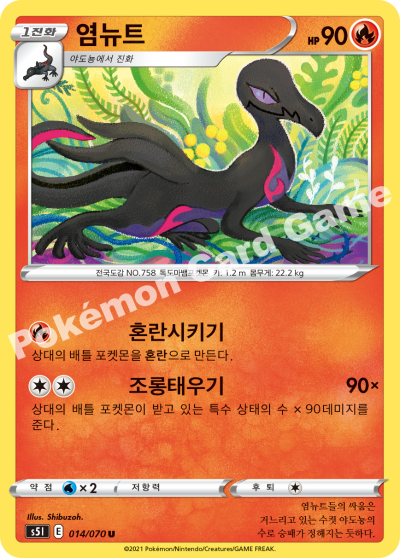 1진화
염뉴트
HP 90
야도뇽에서 진화
전국도감 NO.758 독도마뱀포켓몬 키: 1.2 m 몸무게: 22.2 kg
Pokémon Card Game
혼란시키기
상대의 배틀 포켓몬을 혼란으로 만든다.
조롱태우기 90×
상대의 배틀 포켓몬이 받고 있는 특수 상태의 수 ×90데미지를
준다.
약점 ×2 저항력 후퇴
Illus. Shibuzoh.
s5I E 014/070 U
염뉴트들의 싸움은
거느리고 있는 수컷 야도뇽의
수로 승패가 정해지는 듯하다.
©2021 Pokémon/Nintendo/Creatures/GAME FREAK.